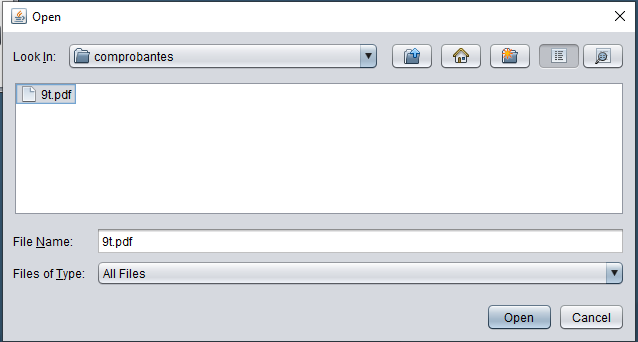 Open
Look In: comprobantes
9t.pdf
File Name: 9t.pdf
Files of Type: All Files
Open Cancel